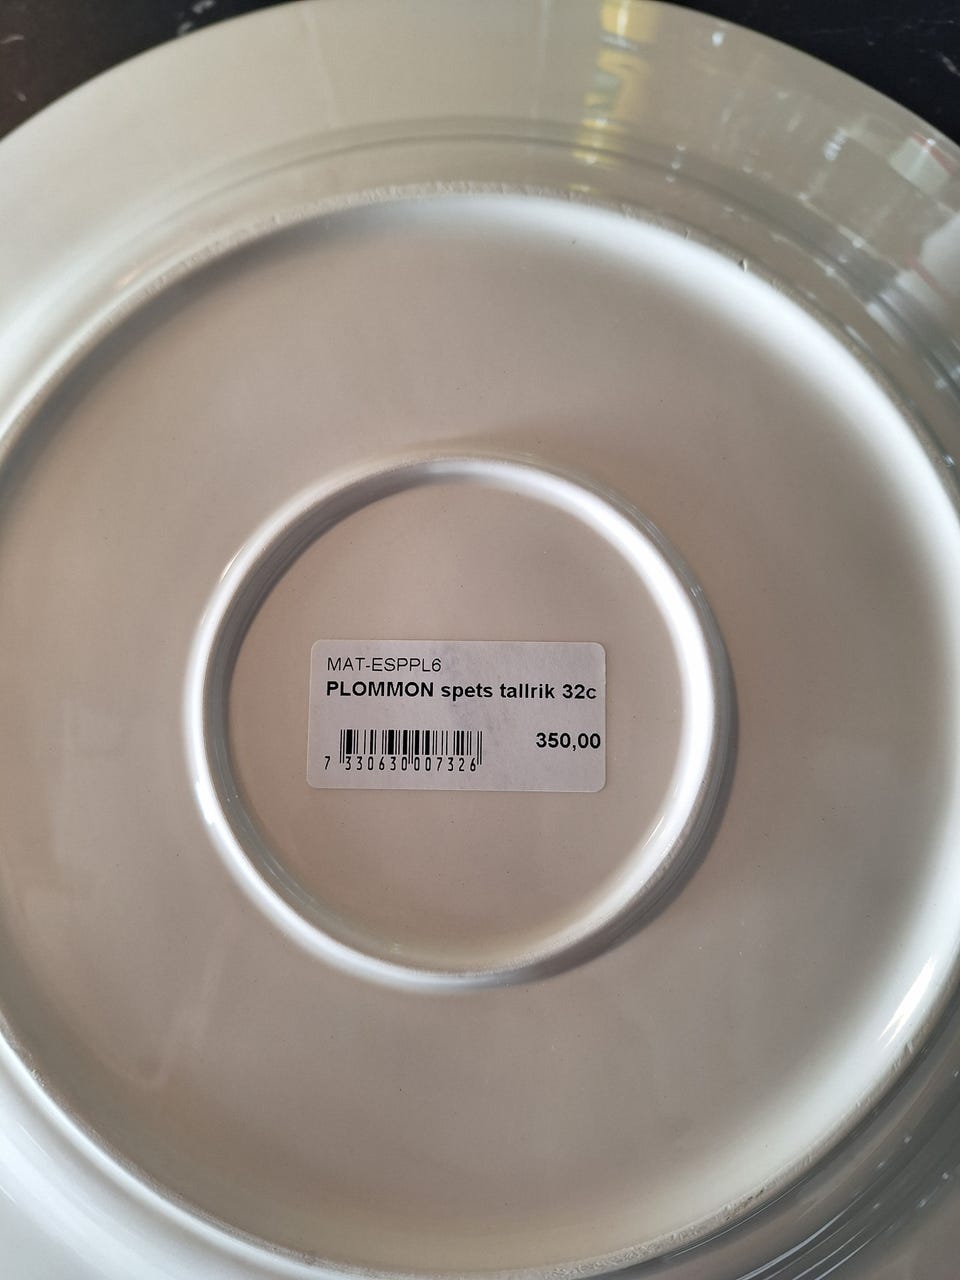 MAT-ESPPL6
PLOMMON spets tallrik 32c
350,00
7 330630 007326